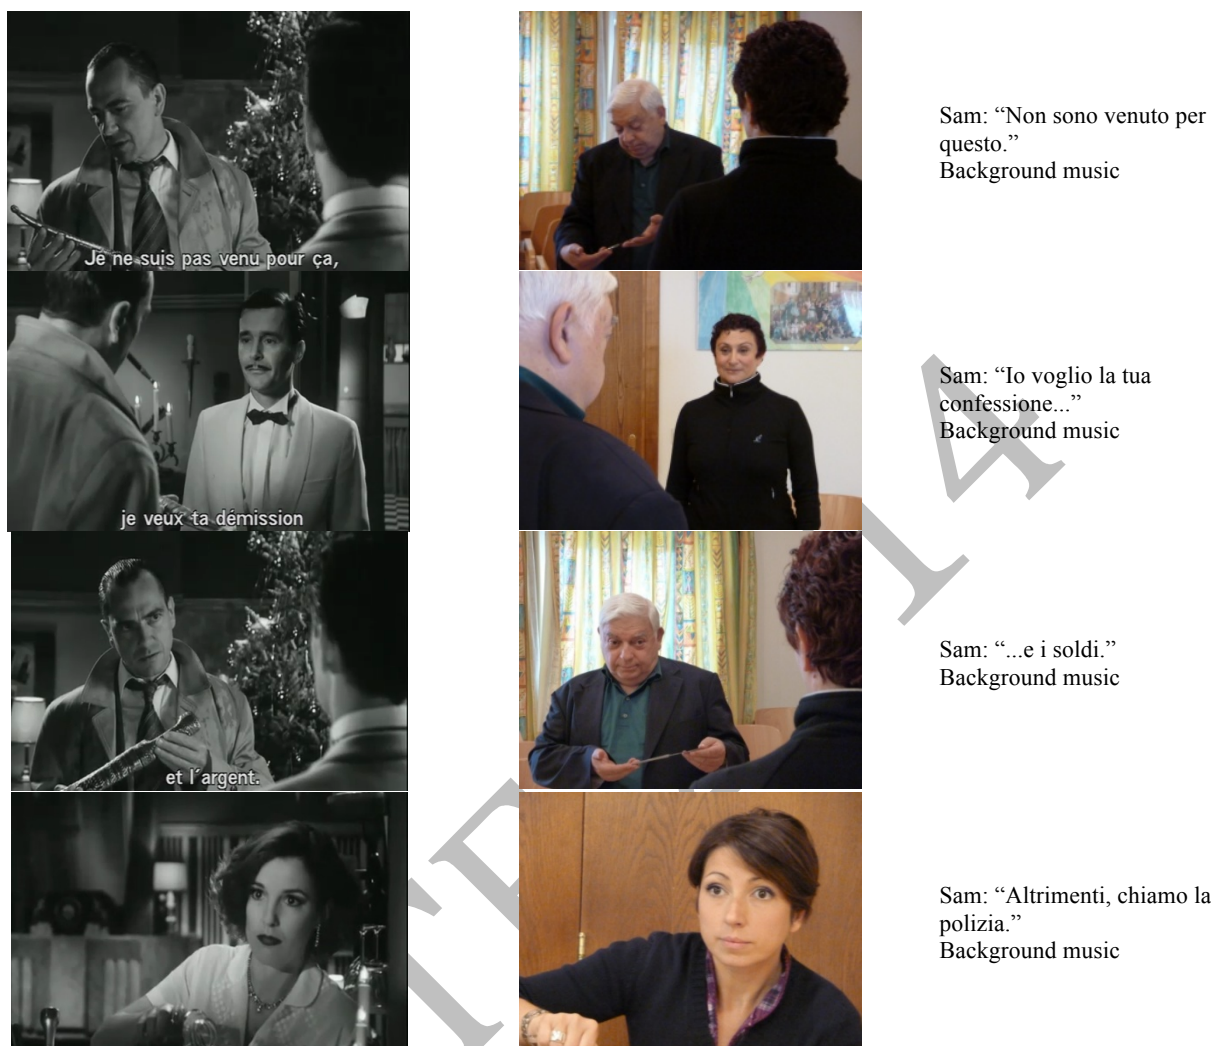 Je ne suis pas venu pour ça,
Sam: “Non sono venuto per
questo.”
Background music
je veux ta démission
Sam: “Io voglio la tua
confessione...”
Background music
et l'argent.
Sam: “...e i soldi.”
Background music
Sam: “Altrimenti, chiamo la
polizia.”
Background music